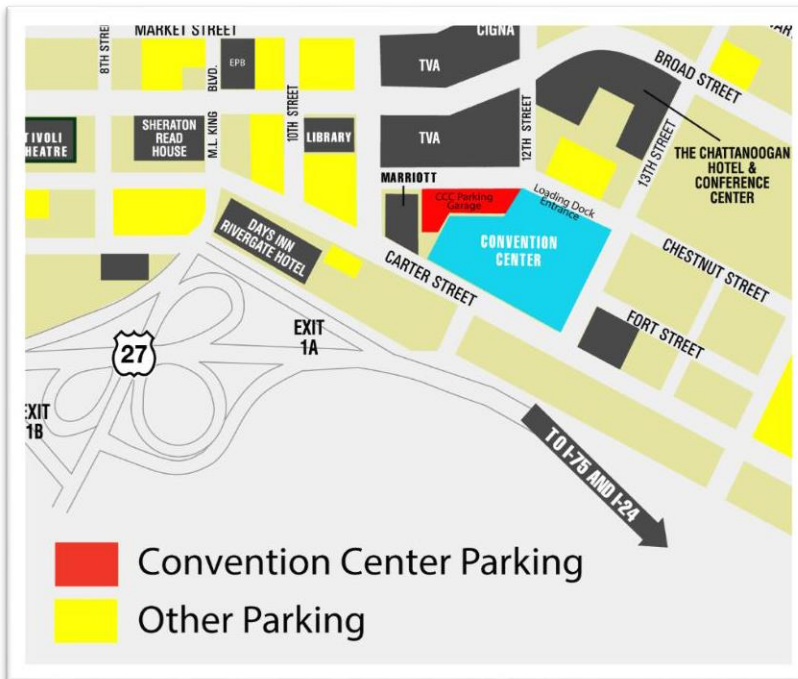 MARKET STREET
CIGNA
8TH STREET
BLVD.
EPB
TVA
BROAD STREET
10TH STREET
12TH STREET
TIVOLI
THEATRE
SHERATON
READ
HOUSE
M.L. KING
LIBRARY
TVA
13TH STREET
THE CHATTANOOGAN
HOTEL &
CONFERENCE
CENTER
MARRIOTT
CCC Parking
Garage
Loading Dock
Entrance
DAYS INN
RIVERGATE HOTEL
CONVENTION
CENTER
CARTER STREET
CHESTNUT STREET
FORT STREET
EXIT
1A
27
EXIT
1B
TO I-75 AND I-24
Convention Center Parking
Other Parking